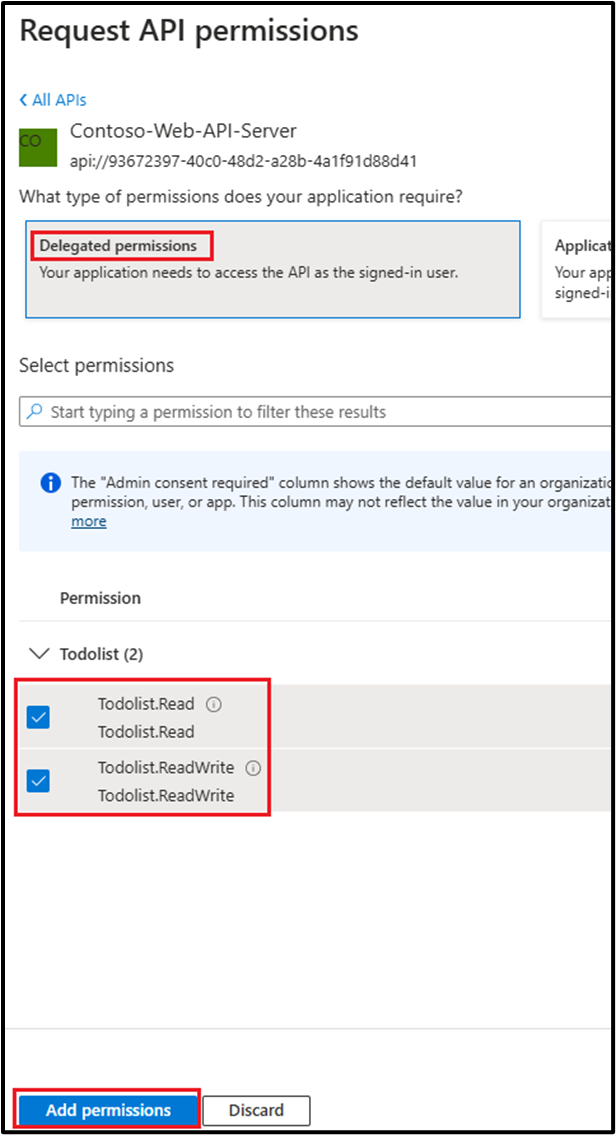 Request API permissions
All APIs
CO
Contoso-Web-API-Server
api://93672397-40c0-48d2-a28b-4a1f91d88d41
What type of permissions does your application require?
Delegated permissions
Your application needs to access the API as the signed-in user.
Applicat
Your app
signed-i
Select permissions
Start typing a permission to filter these results
The "Admin consent required" column shows the default value for an organizatio
permission, user, or app. This column may not reflect the value in your organizat
more
Permission
Todolist (2)
Todolist.Read
Todolist.Read
Todolist.ReadWrite
Todolist.ReadWrite
Add permissions
Discard